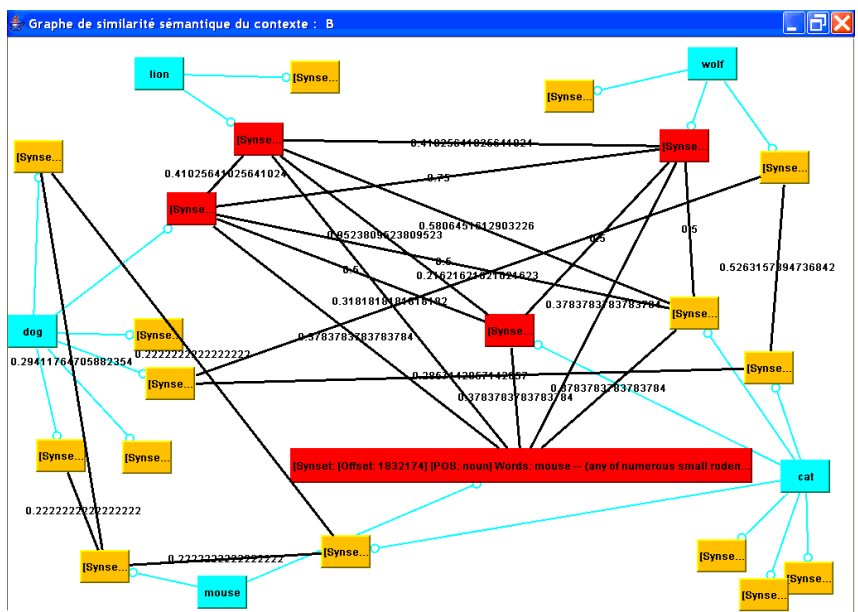 Graphe de similarité sémantique du contexte :  B
lion
wolf
[Synse...
[Synse...
[Synse...
[Synse...
[Synse...
[Synse...
0.41025641025641024
0.41025641025641024
0.75
[Synse...
0.9523809523809523
0.5806451612903226
0.5
0.5
0.5
0.5263157894736842
0.21621621621621623
0.5
0.3181818181818182
0.3783783783783784
[Synse...
[Synse...
dog
[Synse...
0.3783783783783784
0.29411764705882354
0.2222222222222222
[Synse...
[Synse...
0.2857142857142857
0.3783783783783784
0.3783783783783784
[Synse...
[Synse...
[Synset: [Offset: 1832174] [POS: noun] Words: mouse -- (any of numerous small roden...
cat
0.2222222222222222
[Synse...
[Synse...
[Synse...
0.2222222222222222
[Synse...
mouse
[Synse...